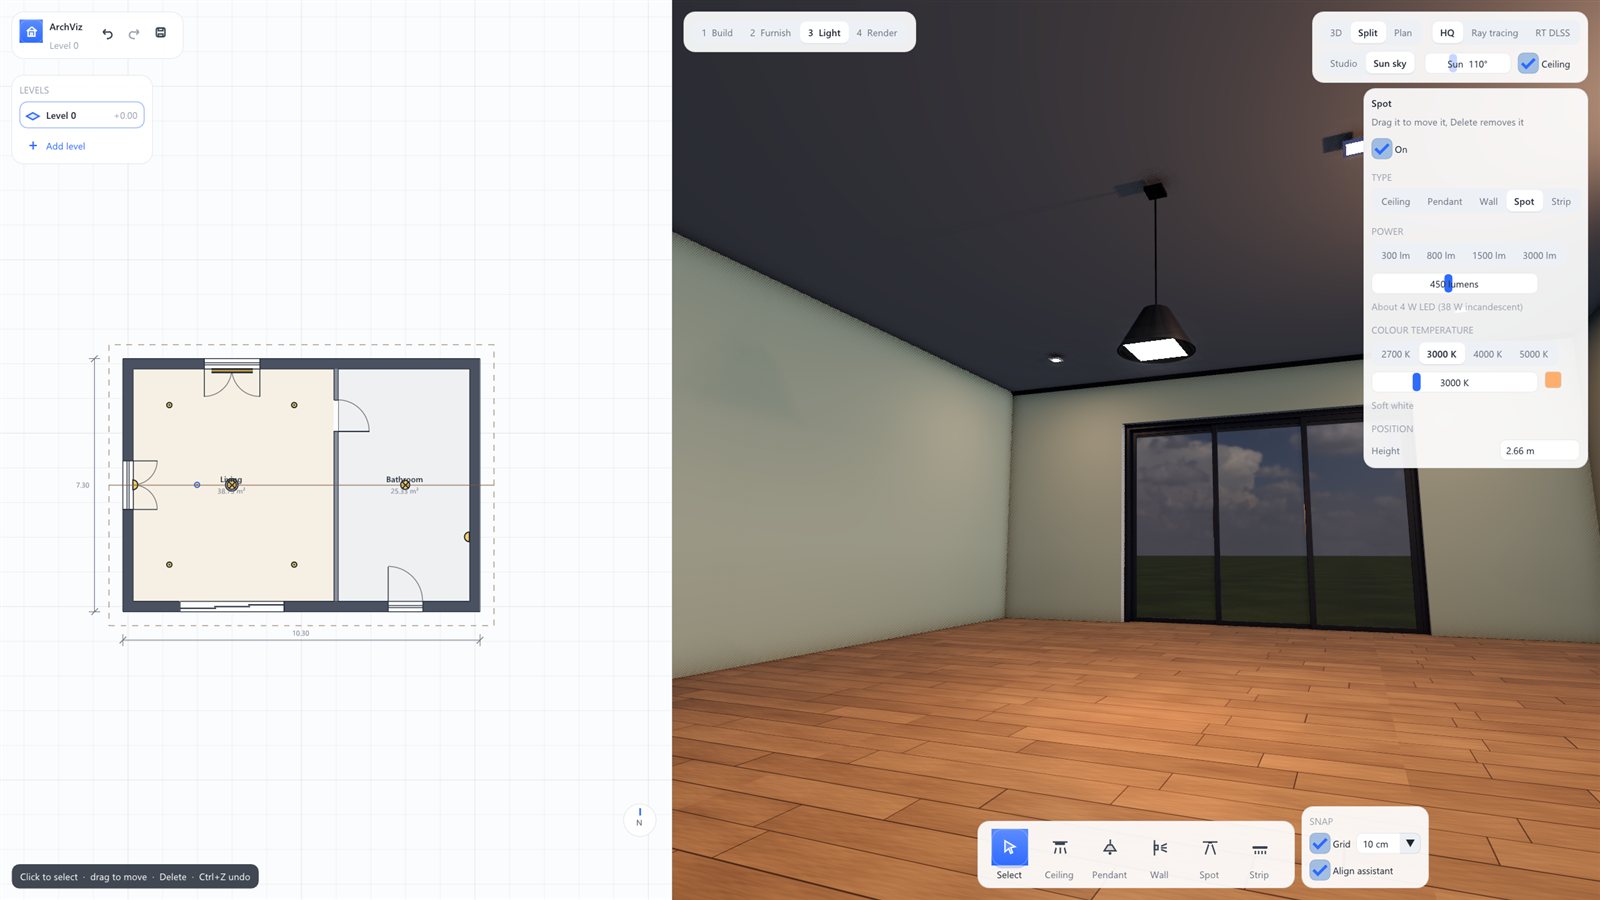 ArchViz
Level 0
LEVELS
Level 0 +0.00
+ Add level
1 Build 2 Furnish 3 Light 4 Render
3D Split Plan HQ Ray tracing RT DLSS
Studio Sun sky Sun 110° Ceiling
Spot
Drag it to move it, Delete removes it
On
TYPE
Ceiling Pendant Wall Spot Strip
POWER
300 lm 800 lm 1500 lm 3000 lm
450 lumens
About 4 W LED (38 W incandescent)
COLOUR TEMPERATURE
2700 K 3000 K 4000 K 5000 K
3000 K
Soft white
POSITION
Height 2.66 m
Living
Bathroom
7.30
10.30
N
Click to select · drag to move · Delete · Ctrl+Z undo
Select Ceiling Pendant Wall Spot Strip
SNAP
Grid 10 cm
Align assistant